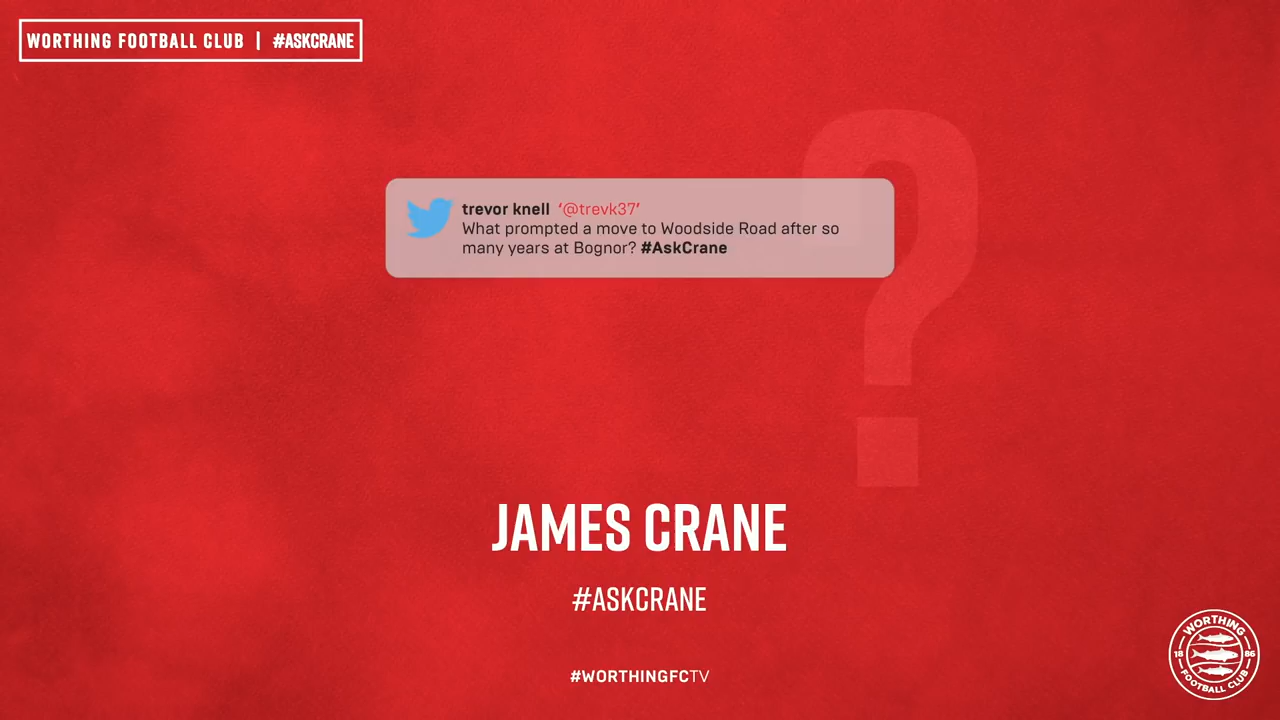 WORTHING FOOTBALL CLUB | #ASKCRANE
trevor knell '@trevk37'
What prompted a move to Woodside Road after so
many years at Bognor? #AskCrane
JAMES CRANE
#ASKCRANE
#WORTHINGFCTV
WORTHING
18 86
FOOTBALL CLUB
?